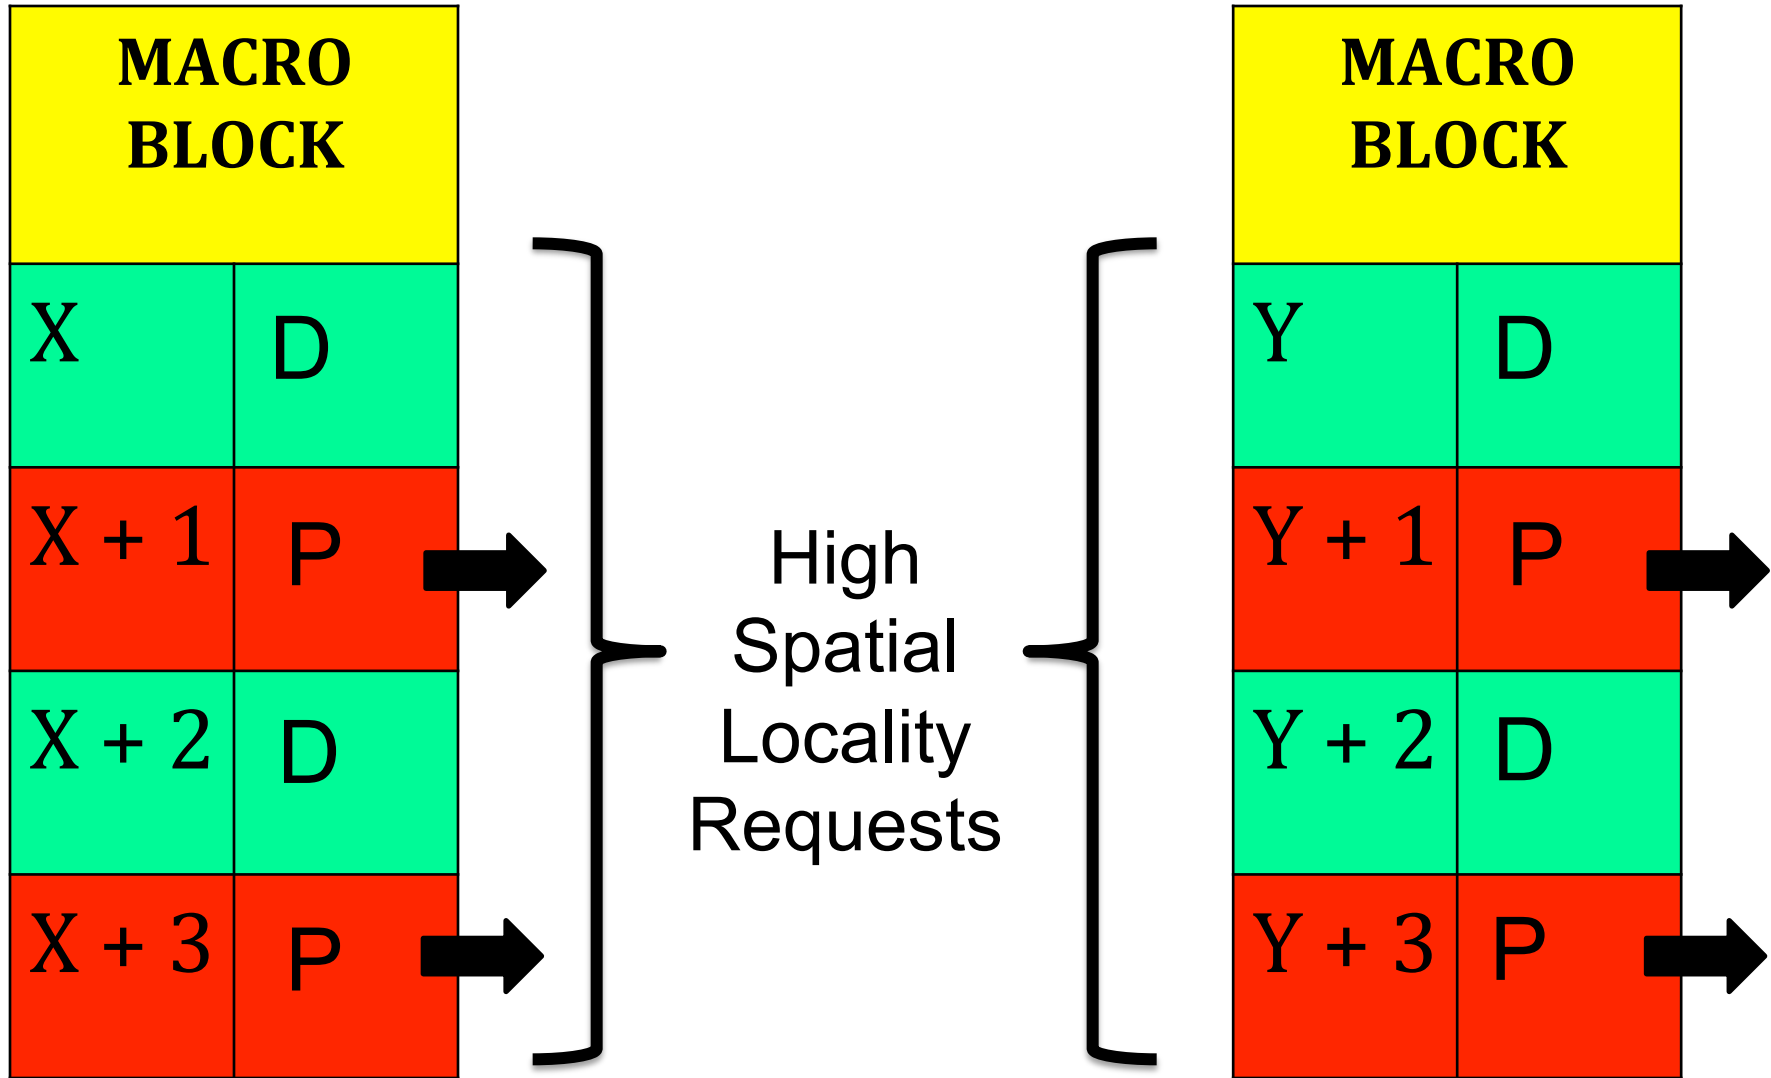 MACRO
BLOCK
X D
X + 1 P
X + 2 D
X + 3 P
High
Spatial
Locality
Requests
MACRO
BLOCK
Y D
Y + 1 P
Y + 2 D
Y + 3 P